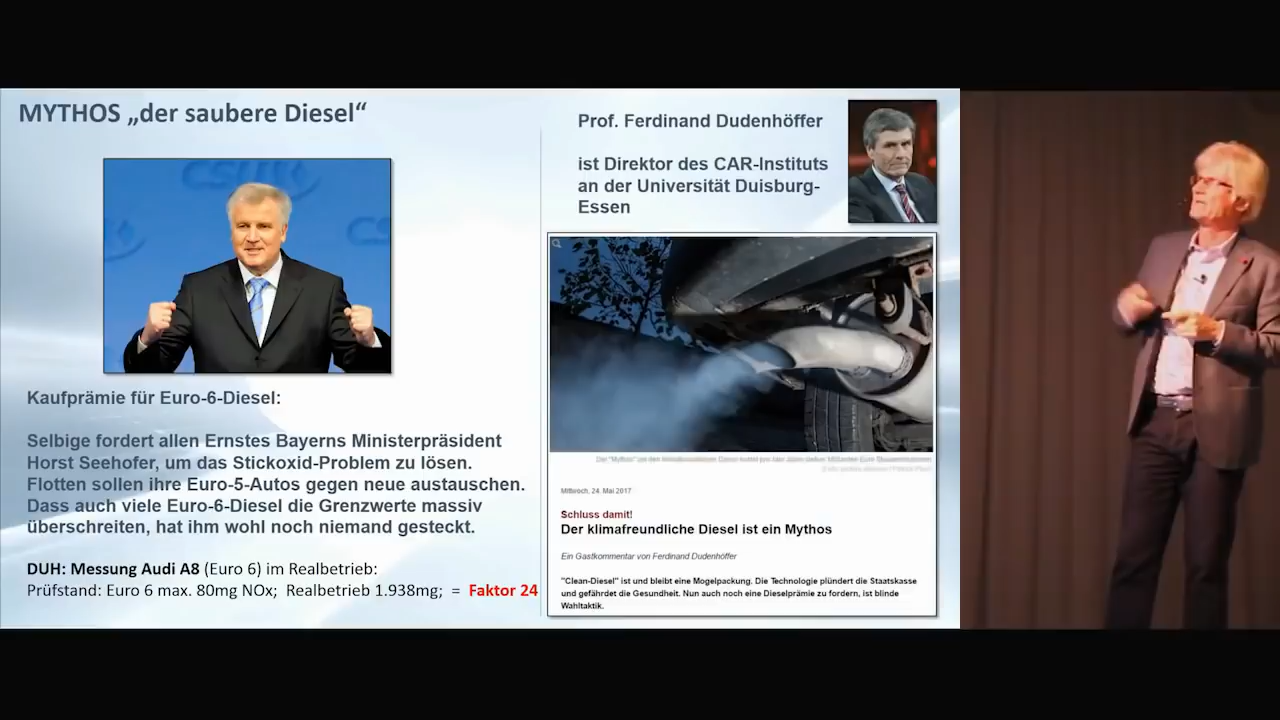 MYTHOS „der saubere Diesel“
CSU
Kaufprämie für Euro-6-Diesel:
Selbige fordert allen Ernstes Bayerns Ministerpräsident
Horst Seehofer, um das Stickoxid-Problem zu lösen.
Flotten sollen ihre Euro-5-Autos gegen neue austauschen.
Dass auch viele Euro-6-Diesel die Grenzwerte massiv
überschreiten, hat ihm wohl noch niemand gesteckt.
DUH: Messung Audi A8 (Euro 6) im Realbetrieb:
Prüfstand: Euro 6 max. 80mg NOx; Realbetrieb 1.938mg; = Faktor 24
Prof. Ferdinand Dudenhöffer
ist Direktor des CAR-Instituts
an der Universität Duisburg-
Essen
Mittwoch, 24. Mai 2017
Schluss damit!
Der klimafreundliche Diesel ist ein Mythos
Ein Gastkommentar von Ferdinand Dudenhöffer
"Clean-Diesel" ist und bleibt eine Mogelpackung. Die Technologie plündert die Staatskasse
und gefährdet die Gesundheit. Nun auch noch eine Dieselprämie zu fordern, ist blinde
Wahltaktik.